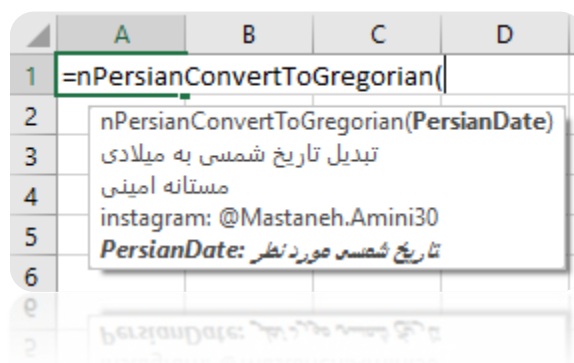 A B C D
1 =nPersianConvertToGregorian(
2 nPersianConvertToGregorian(PersianDate)
3 تبدیل تاریخ شمسی به میلادی
4 مستانه امینی
instagram: @Mastaneh.Amini30
5 PersianDate: تاریخ شمسی مورد نظر
6